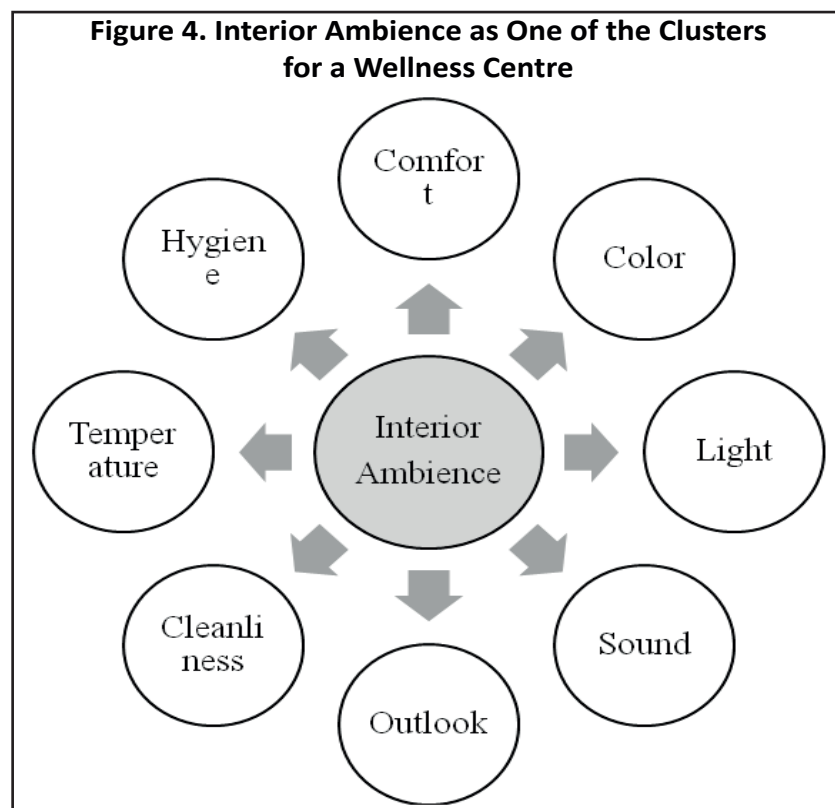 Figure 4. Interior Ambience as One of the Clusters
for a Wellness Centre
Comfor
t
Color
Light
Sound
Outlook
Cleanli
ness
Temper
ature
Hygien
e
Interior
Ambience